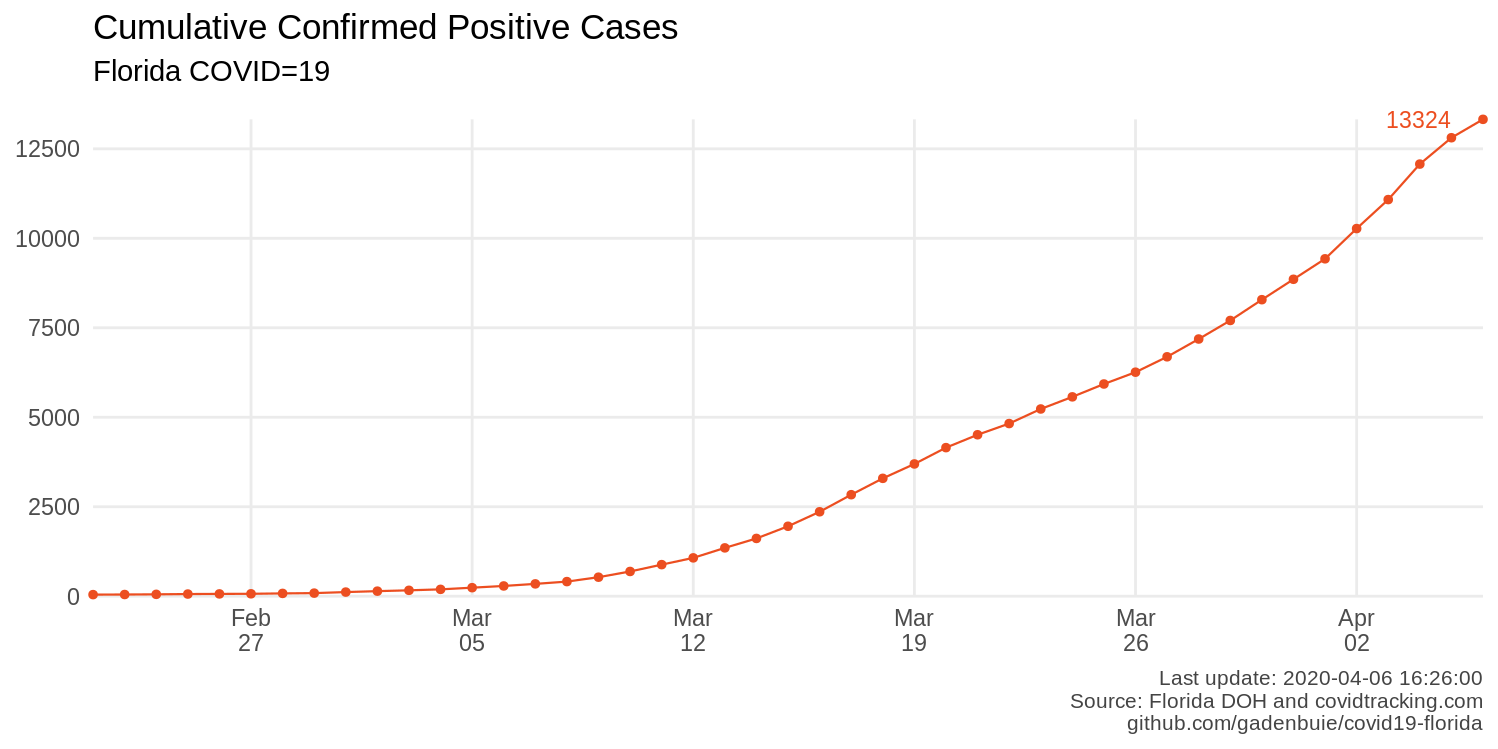 Cumulative Confirmed Positive Cases
Florida COVID=19
13324
12500
10000
7500
5000
2500
0
Feb Mar Mar Mar Mar Apr
27 05 12 19 26 02
Last update: 2020-04-06 16:26:00
Source: Florida DOH and covidtracking.com
github.com/gadenbuie/covid19-florida